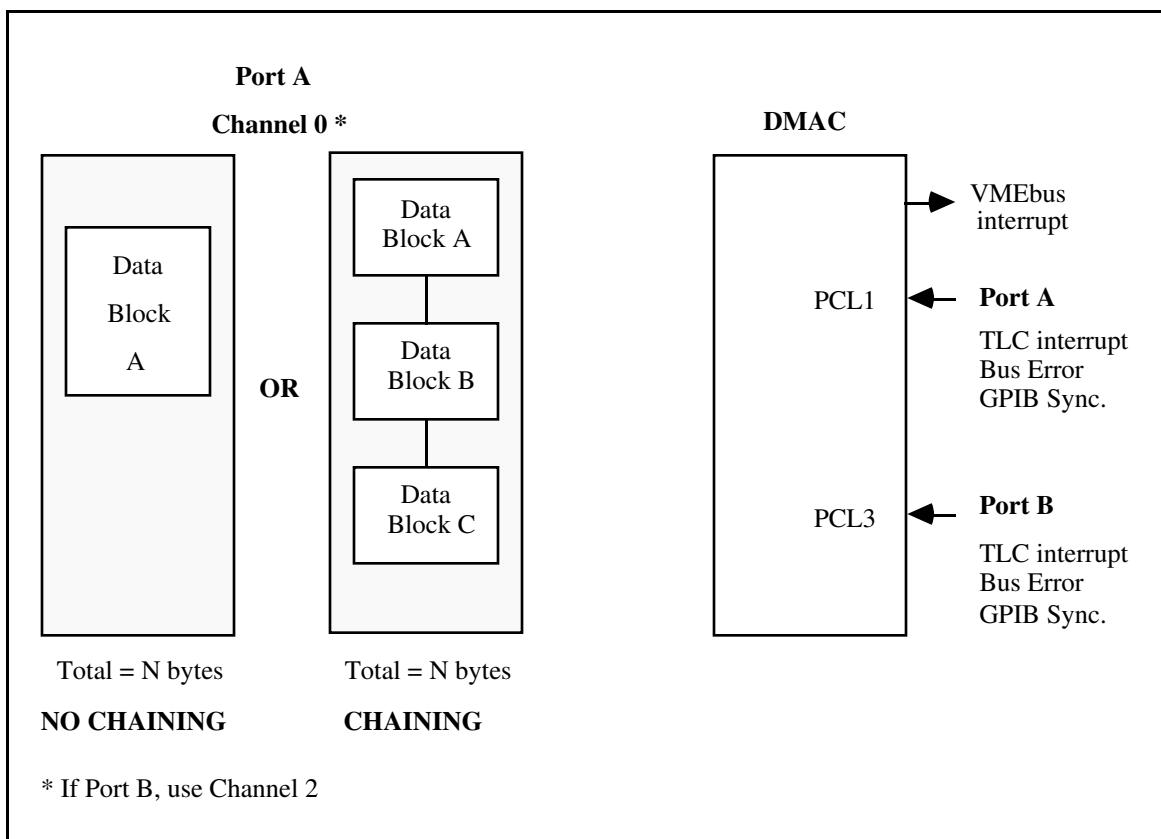 Port A
Channel 0 *
Data
Block
A
OR
Data
Block A
Data
Block B
Data
Block C
Total = N bytes
NO CHAINING
Total = N bytes
CHAINING
* If Port B, use Channel 2
DMAC
VMEbus
interrupt
PCL1
Port A
TLC interrupt
Bus Error
GPIB Sync.
PCL3
Port B
TLC interrupt
Bus Error
GPIB Sync.